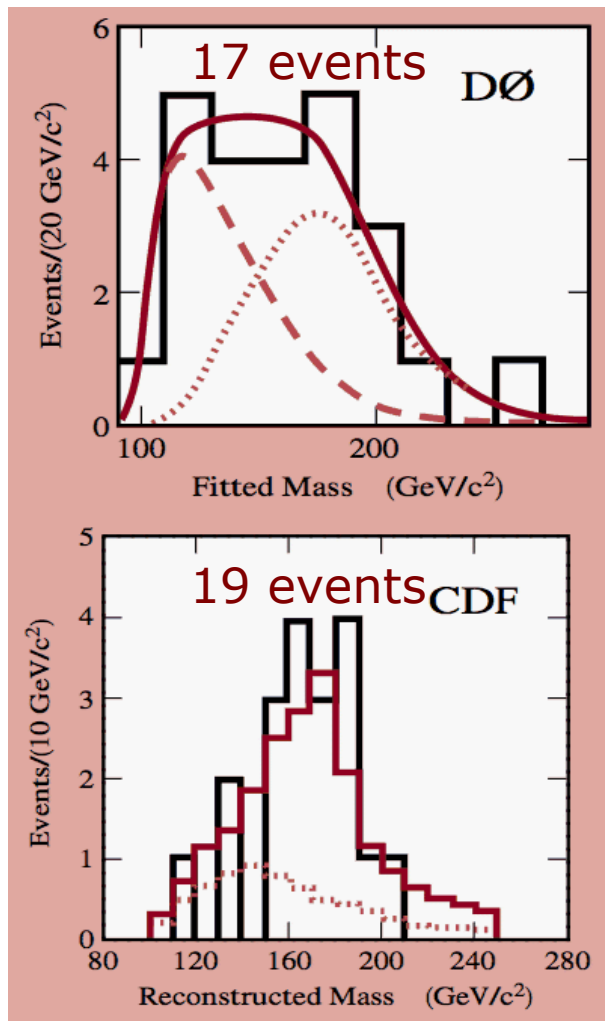 6
17 events
DØ
4
2
0
Events/(20 GeV/c²)
100
200
Fitted Mass (GeV/c²)
5
19 events
CDF
4
3
2
1
0
Events/(10 GeV/c²)
80
120
160
200
240
280
Reconstructed Mass (GeV/c²)